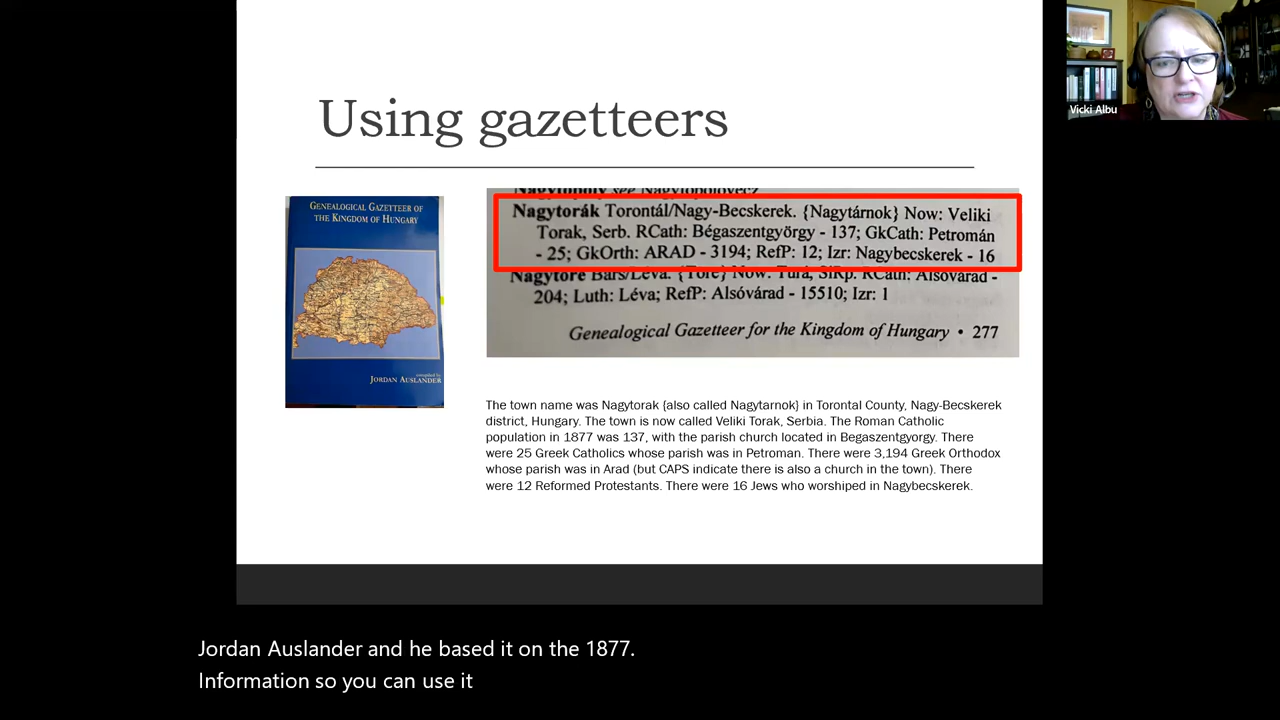 Vicki Albu
Using gazetteers
GENEALOGICAL GAZETTEER OF
THE KINGDOM OF HUNGARY
compiled by
JORDAN AUSLANDER
Nagytopoly see Nagytopolovecz
Nagytorák Torontál/Nagy-Becskerek. {Nagytárnok} Now: Veliki
Torak, Serb. RCath: Bégaszentgyörgy - 137; GkCath: Petromán
- 25; GkOrth: ARAD - 3194; RefP: 12; Izr: Nagybecskerek - 16
Nagytöre Bars/Léva. {Töre} Now: Tura, SlRp. RCath: Alsóvárad -
204; Luth: Léva; RefP: Alsóvárad - 15510; Izr: 1
Genealogical Gazetteer for the Kingdom of Hungary • 277
The town name was Nagytorak {also called Nagytarnok} in Torontal County, Nagy-Becskerek
district, Hungary. The town is now called Veliki Torak, Serbia. The Roman Catholic
population in 1877 was 137, with the parish church located in Begaszentgyorgy. There
were 25 Greek Catholics whose parish was in Petroman. There were 3,194 Greek Orthodox
whose parish was in Arad (but CAPS indicate there is also a church in the town). There
were 12 Reformed Protestants. There were 16 Jews who worshiped in Nagybecskerek.
Jordan Auslander and he based it on the 1877.
Information so you can use it